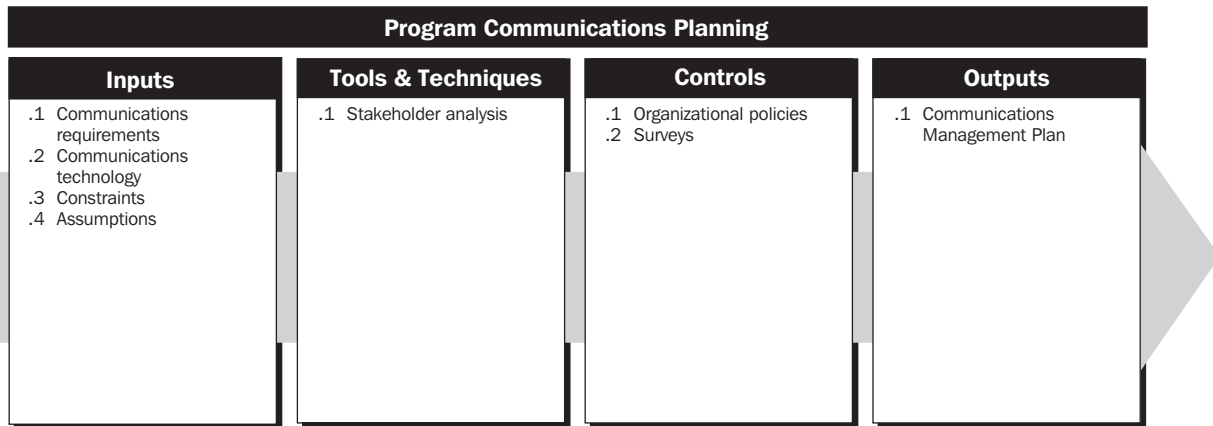 Program Communications Planning
Inputs
.1 Communications
requirements
.2 Communications
technology
.3 Constraints
.4 Assumptions
Tools & Techniques
.1 Stakeholder analysis
Controls
.1 Organizational policies
.2 Surveys
Outputs
.1 Communications
Management Plan